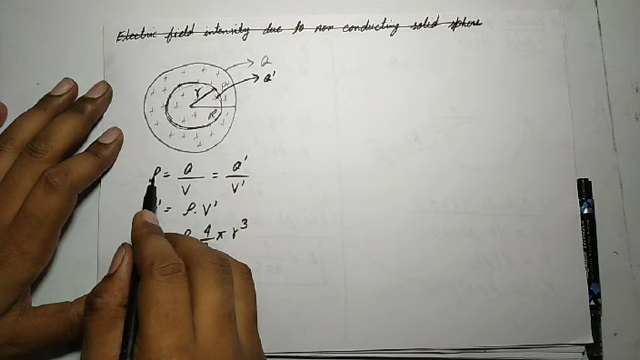 Electric field intensity due to non conducting solid sphere
Q
Q'
r
R
ρ = Q/V = Q'/V'
' = ρ. V'
4/3 π r³